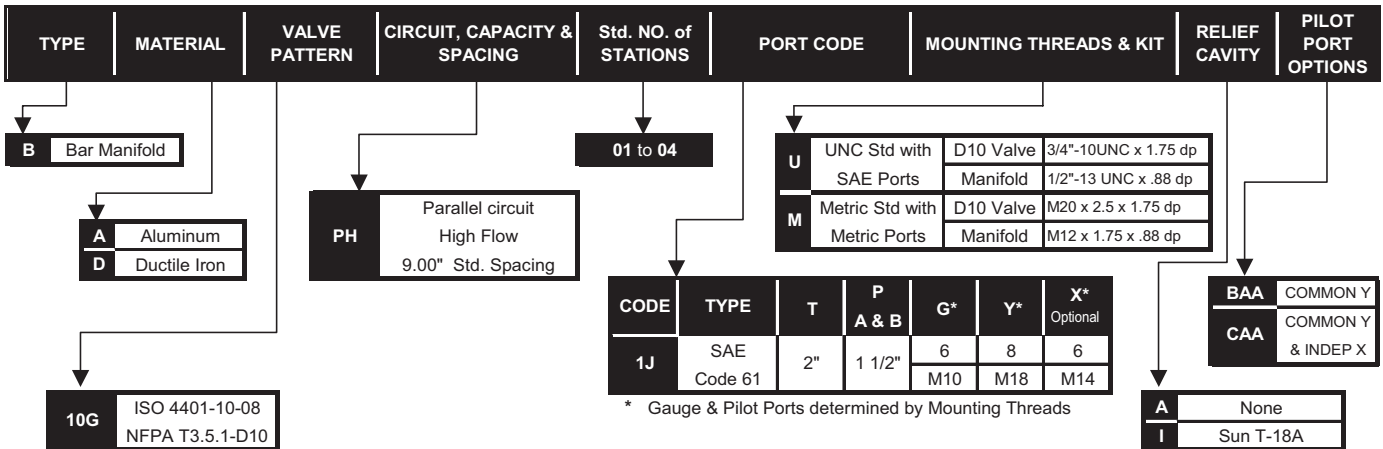 TYPE
MATERIAL
VALVE
PATTERN
CIRCUIT, CAPACITY &
SPACING
Std. NO. of
STATIONS
PORT CODE
MOUNTING THREADS & KIT
RELIEF
CAVITY
PILOT
PORT
OPTIONS
B Bar Manifold
01 to 04
U UNC Std with SAE Ports
D10 Valve 3/4"-10UNC x 1.75 dp
Manifold 1/2"-13 UNC x .88 dp
M Metric Std with Metric Ports
D10 Valve M20 x 2.5 x 1.75 dp
Manifold M12 x 1.75 x .88 dp
PH
Parallel circuit
High Flow
9.00" Std. Spacing
A Aluminum
D Ductile Iron
CODE TYPE T P A & B G* Y* X* Optional
1J SAE Code 61 2" 1 1/2" 6 8 6
M10 M18 M14
* Gauge & Pilot Ports determined by Mounting Threads
BAA COMMON Y
CAA COMMON Y
& INDEP X
10G ISO 4401-10-08
NFPA T3.5.1-D10
A None
I Sun T-18A